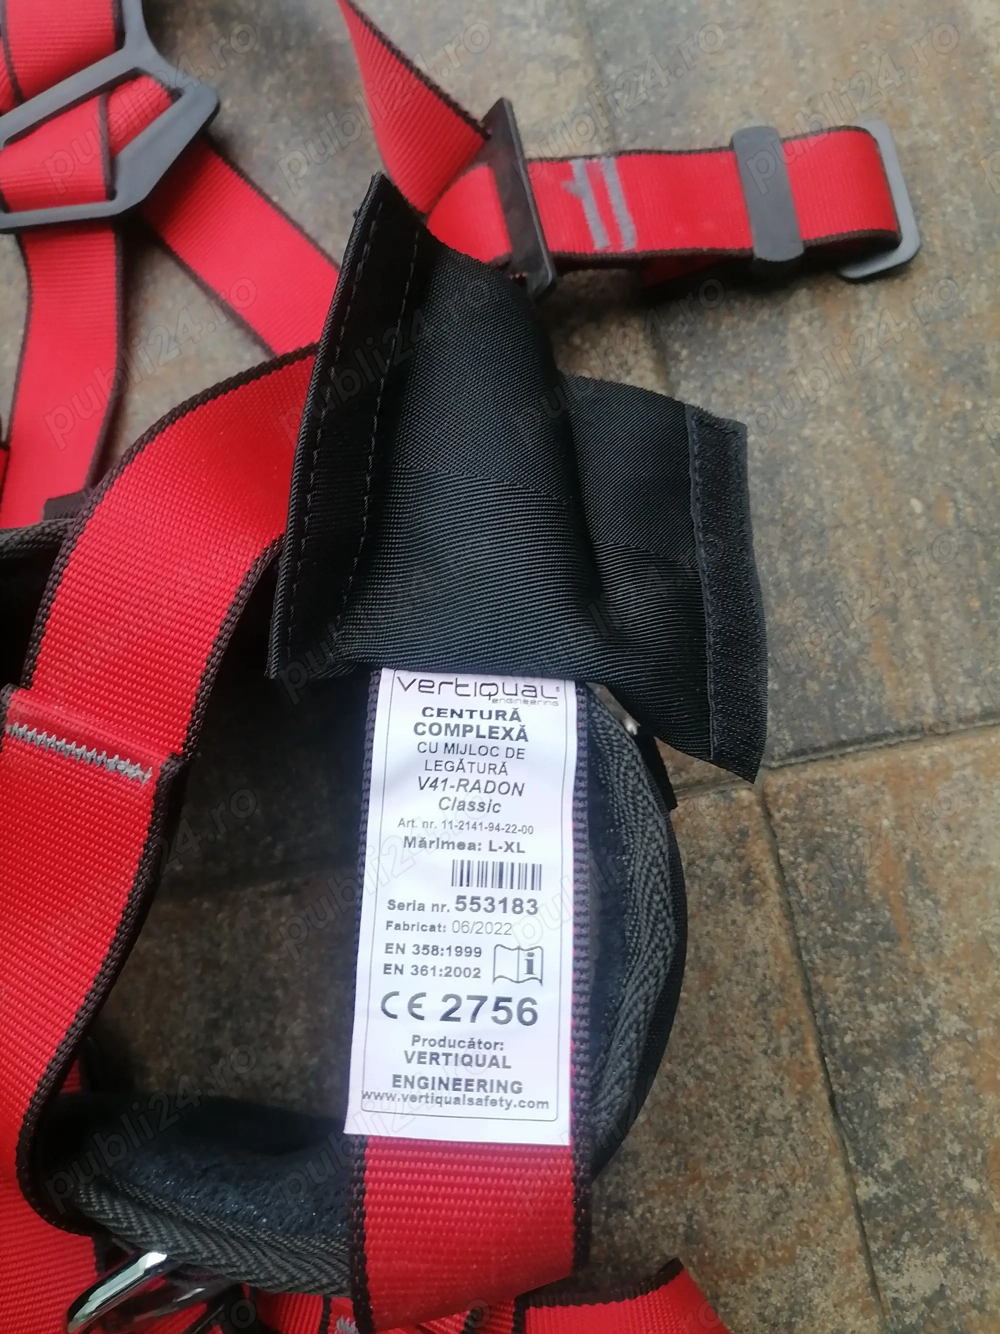 vertiqual®
engineering
CENTURĂ
COMPLEXĂ
CU MIJLOC DE
LEGĂTURĂ
V41-RADON
Classic
Art. nr. 11-2141-94-22-00
Mărimea: L-XL
Seria nr. 553183
Fabricat: 06/2022
EN 358:1999
EN 361:2002
i
CE 2756
Producător:
VERTIQUAL
ENGINEERING
www.vertiqualsafety.com
publi24.ro